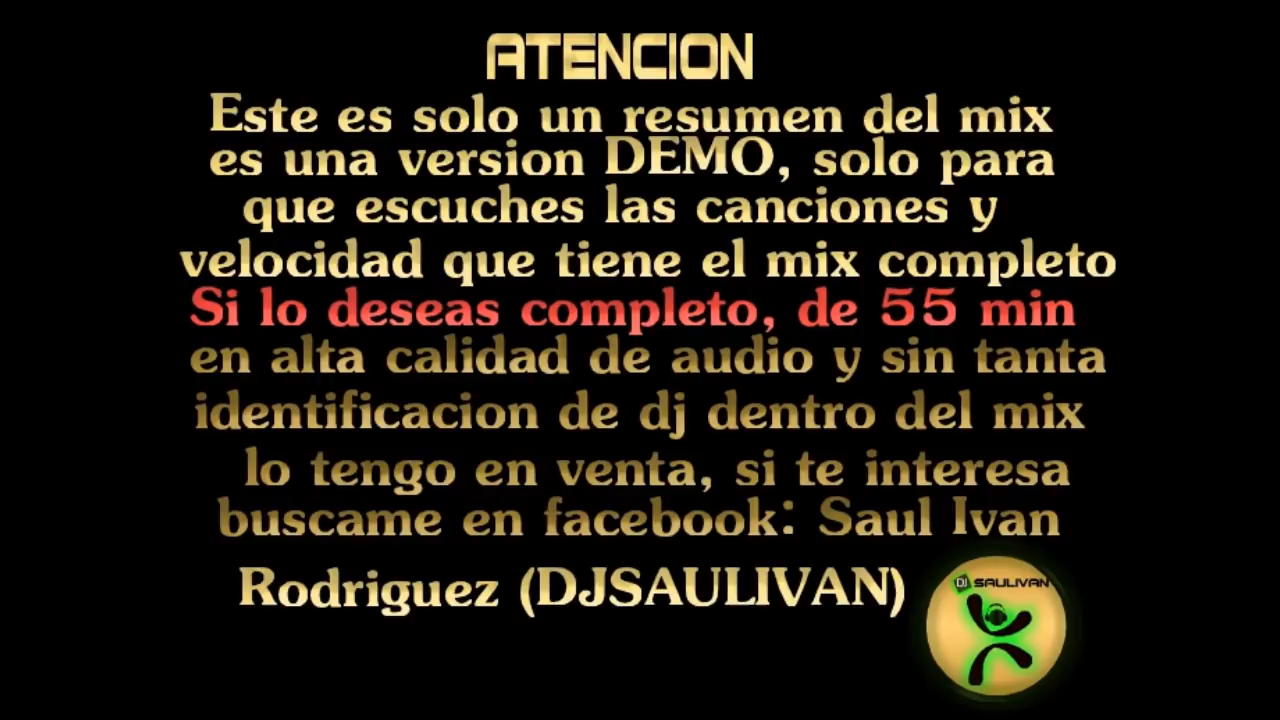 ATENCION
Este es solo un resumen del mix
es una version DEMO, solo para
que escuches las canciones y
velocidad que tiene el mix completo
Si lo deseas completo, de 55 min
en alta calidad de audio y sin tanta
identificacion de dj dentro del mix
lo tengo en venta, si te interesa
buscame en facebook: Saul Ivan
Rodriguez (DJSAULIVAN)
DJ SAULIVAN